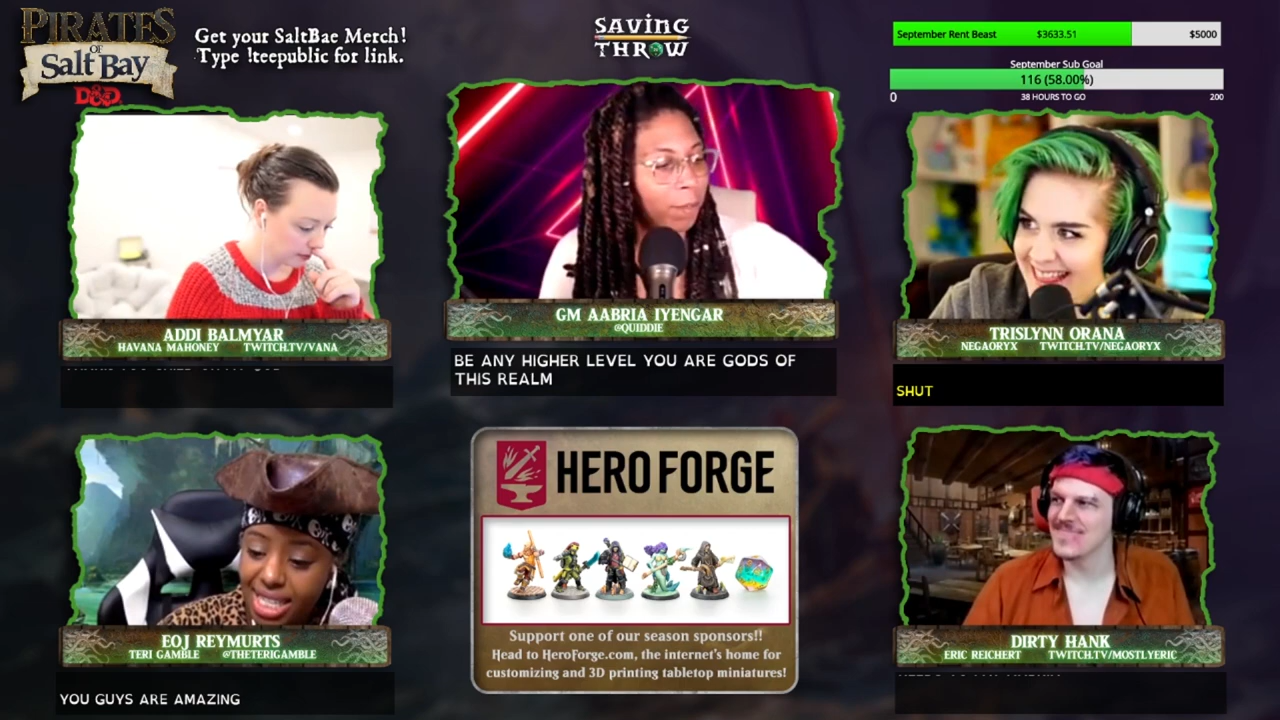 PIRATES
OF
Salt Bay
D&D
Get your SaltBae Merch!
Type !teepublic for link.
SAVING
THROW
September Rent Beast $3633.51 $5000
September Sub Goal
116 (58.00%)
0 38 HOURS TO GO 200
ADDI BALMYAR
HAVANA MAHONEY TWITCH.TV/VANA
GM AABRIA IYENGAR
@QUIDDIE
BE ANY HIGHER LEVEL YOU ARE GODS OF
THIS REALM
TRISLYNN ORANA
NEGAORYX TWITCH.TV/NEGAORYX
SHUT
EOJ REYMURTS
TERI GAMBLE @THETERIGAMBLE
YOU GUYS ARE AMAZING
HERO FORGE
Support one of our season sponsors!!
Head to HeroForge.com, the internet's home for
customizing and 3D printing tabletop miniatures!
DIRTY HANK
ERIC REICHERT TWITCH.TV/MOSTLYERIC